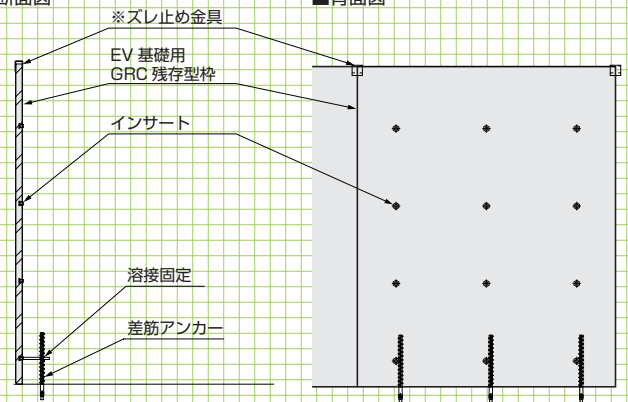 断面図
■背面図
※ズレ止め金具
EV 基礎用
GRC 残存型枠
インサート
溶接固定
差筋アンカー